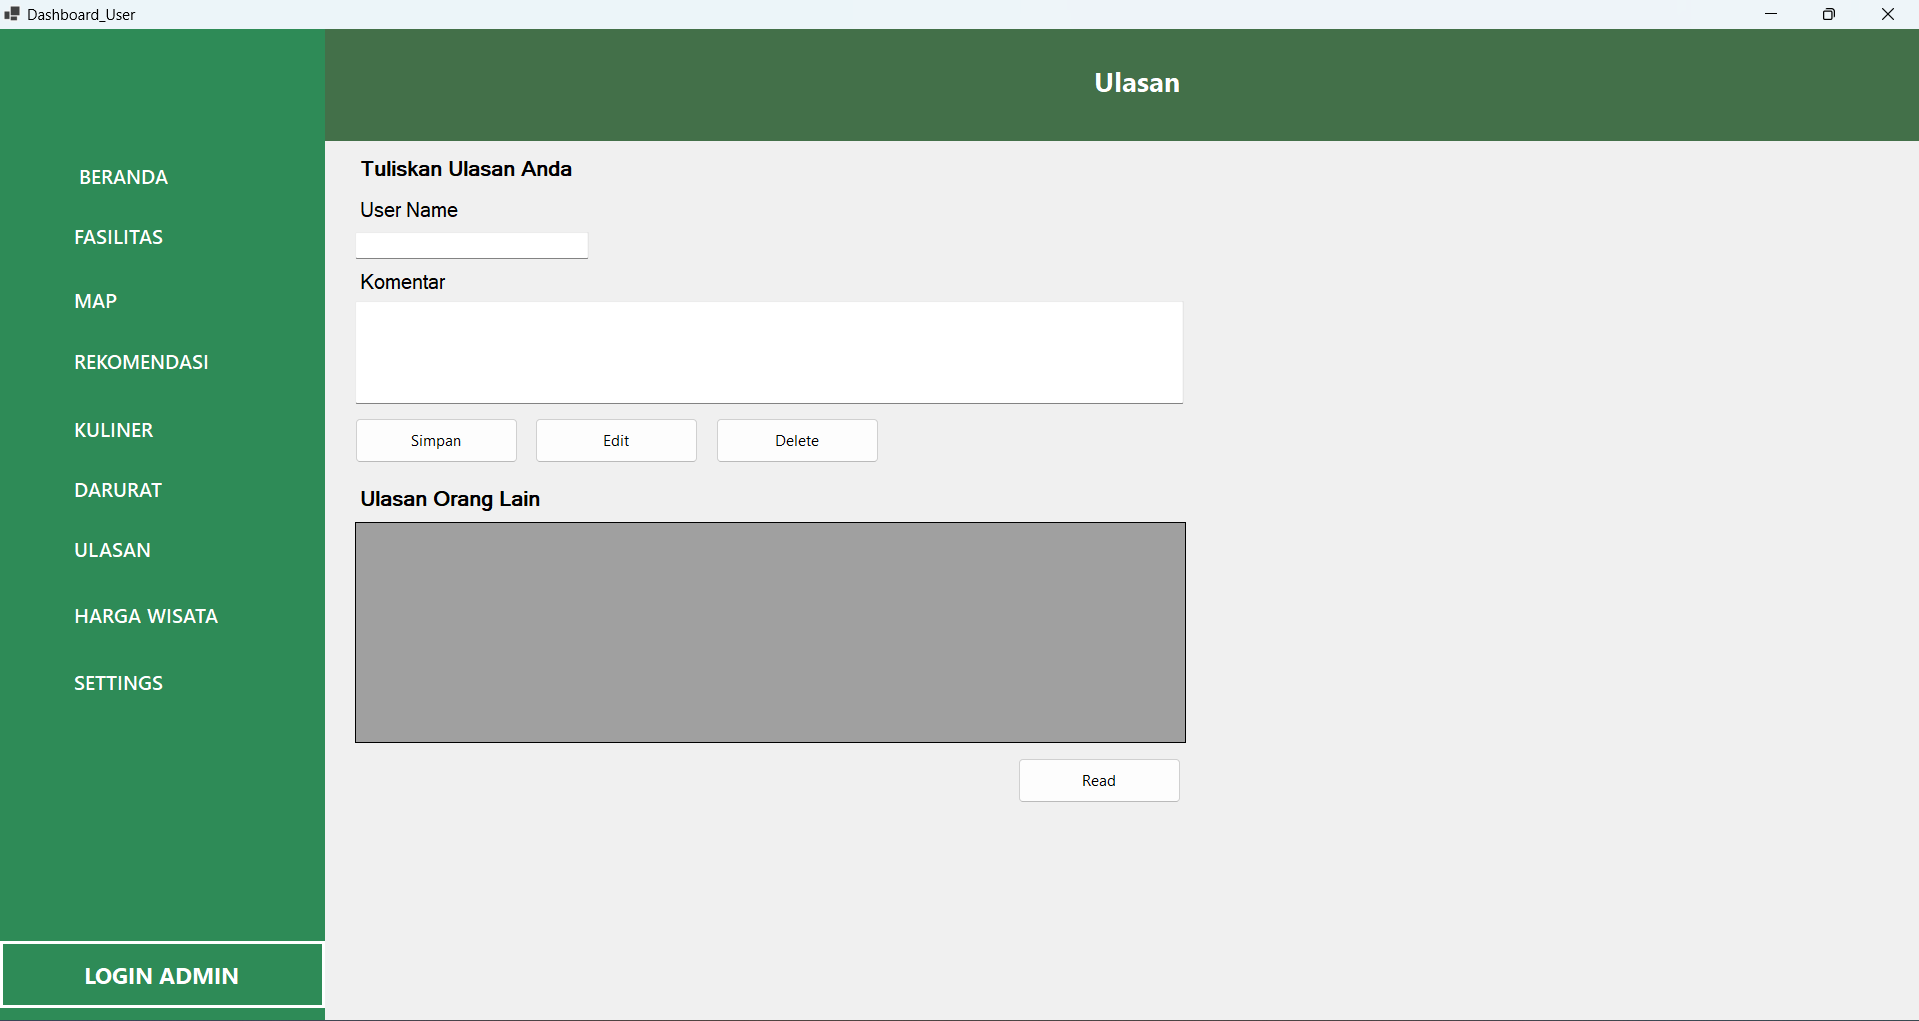 Dashboard_User
BERANDA
FASILITAS
MAP
REKOMENDASI
KULINER
DARURAT
ULASAN
HARGA WISATA
SETTINGS
LOGIN ADMIN
Ulasan
Tuliskan Ulasan Anda
User Name
Komentar
Simpan Edit Delete
Ulasan Orang Lain
Read